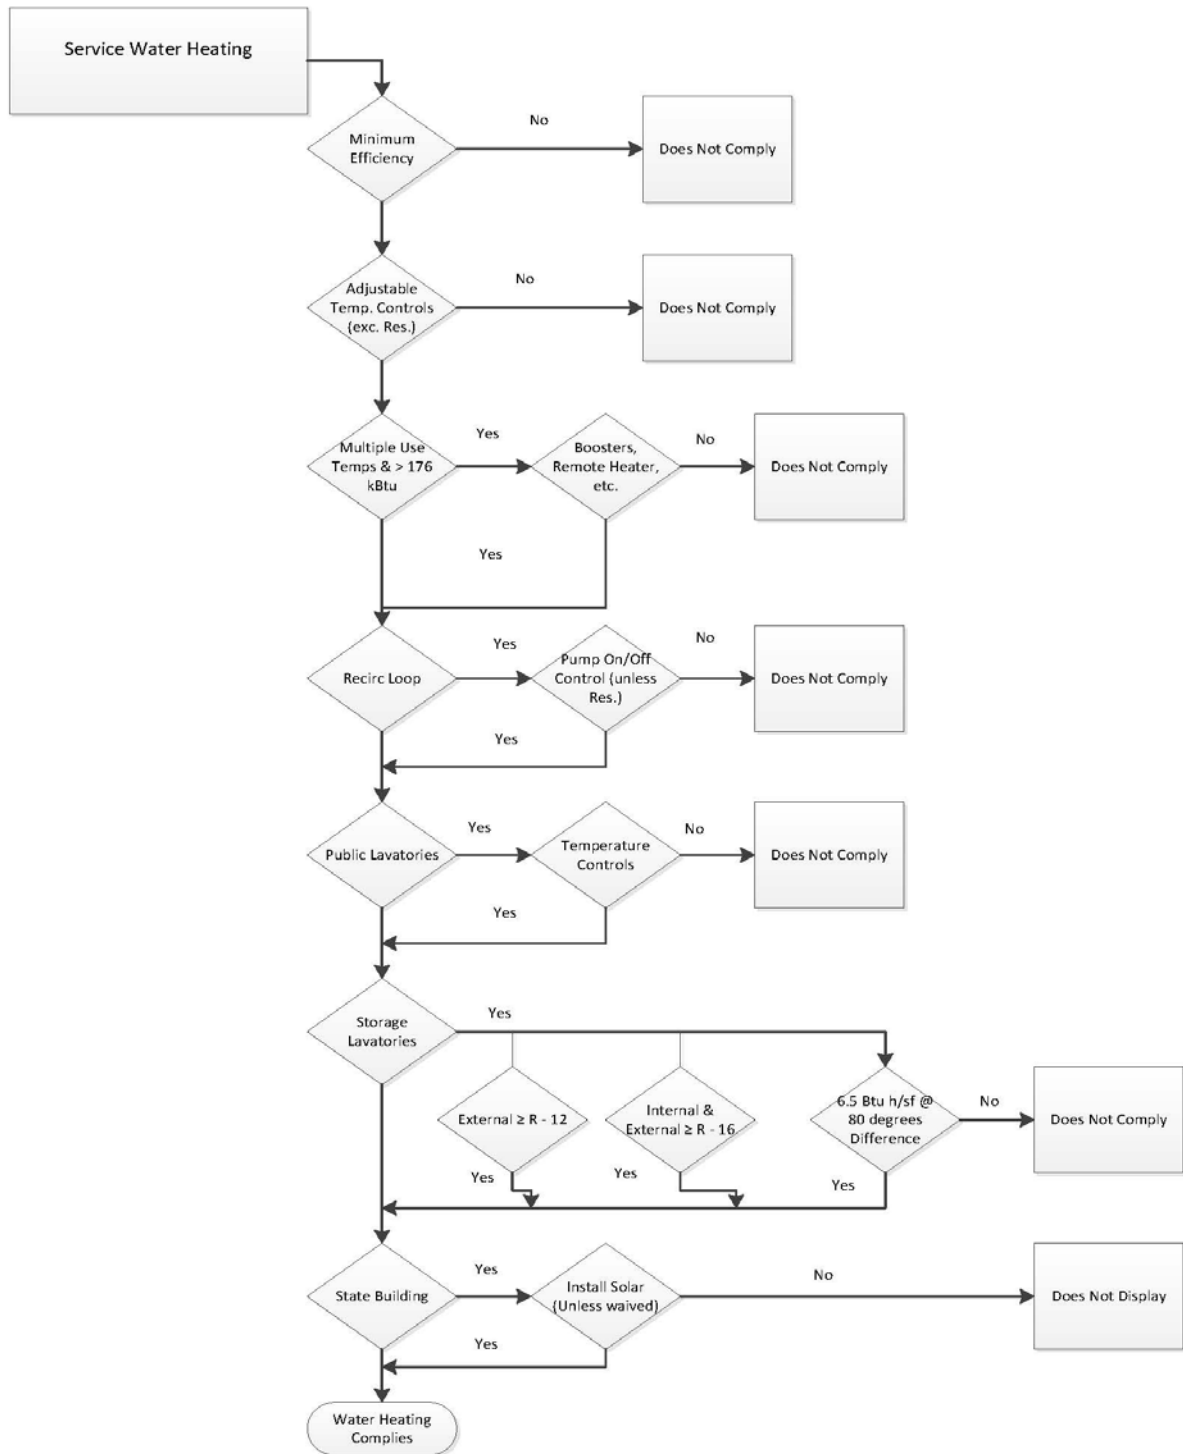 Service Water Heating
No
Minimum
Efficiency
Does Not Comply
Adjustable
Temp. Controls
(exc. Res.)
No
Does Not Comply
Multiple Use
Temps & > 176
kBtu
Yes
Boosters,
Remote Heater,
etc.
No
Does Not Comply
Yes
Recirc Loop
Yes
Pump On/Off
Control (unless
Res.)
No
Does Not Comply
Yes
Public Lavatories
Yes
Temperature
Controls
No
Does Not Comply
Yes
Storage
Lavatories
Yes
External ≥ R - 12
Internal &
External ≥ R - 16
6.5 Btu h/sf @
80 degrees
Difference
No
Does Not Comply
Yes
Yes
Yes
State Building
Yes
Install Solar
(Unless waived)
No
Does Not Display
Yes
Water Heating
Complies